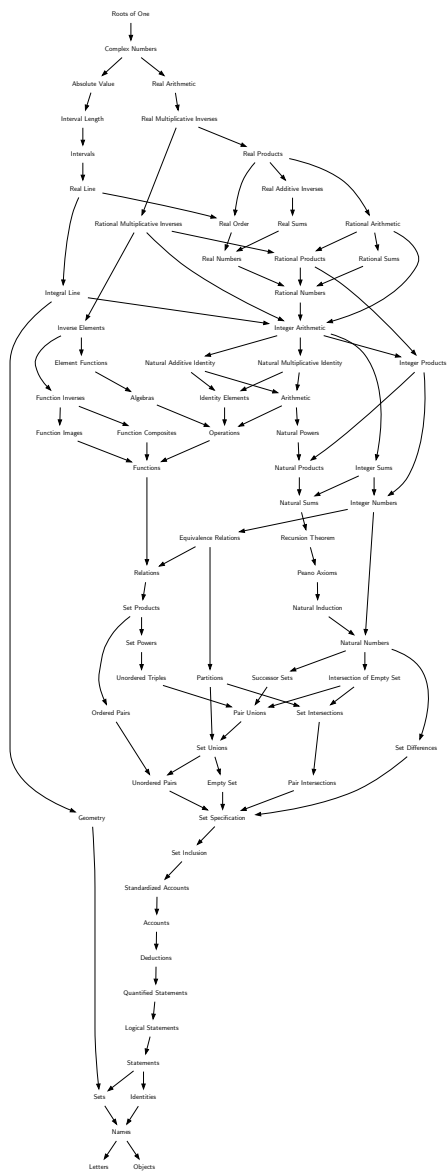 Roots of One
Complex Numbers
Absolute Value Real Arithmetic
Interval Length Real Multiplicative Inverses
Intervals Real Products
Real Line Real Additive Inverses
Rational Multiplicative Inverses Real Order Real Sums Rational Arithmetic
Real Numbers Rational Products Rational Sums
Integral Line Rational Numbers
Inverse Elements Integer Arithmetic
Element Functions Natural Additive Identity Natural Multiplicative Identity Integer Products
Function Inverses Algebras Identity Elements Arithmetic
Function Images Function Composites Operations Natural Powers
Functions Natural Products Integer Sums
Natural Sums Integer Numbers
Equivalence Relations Recursion Theorem
Relations Peano Axioms
Set Products Natural Induction
Set Powers Natural Numbers
Unordered Triples Partitions Successor Sets Intersection of Empty Set
Ordered Pairs Pair Unions Set Intersections
Set Unions Set Differences
Unordered Pairs Empty Set Pair Intersections
Geometry Set Specification
Set Inclusion
Standardized Accounts
Accounts
Deductions
Quantified Statements
Logical Statements
Statements
Sets Identities
Names
Letters Objects